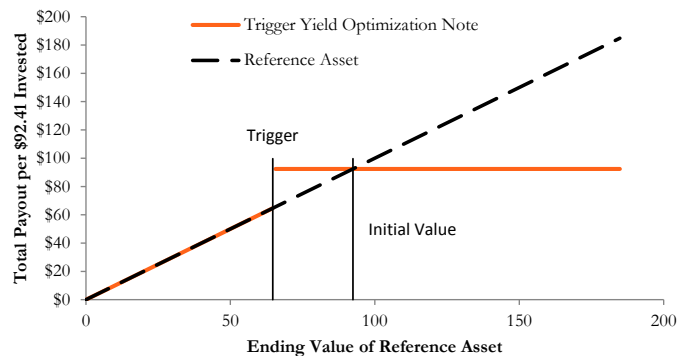 Total Payout per $92.41 Invested
$200
$180
$160
$140
$120
$100
$80
$60
$40
$20
$0
Trigger Yield Optimization Note
Reference Asset
Trigger
Initial Value
0
50
100
150
200
Ending Value of Reference Asset